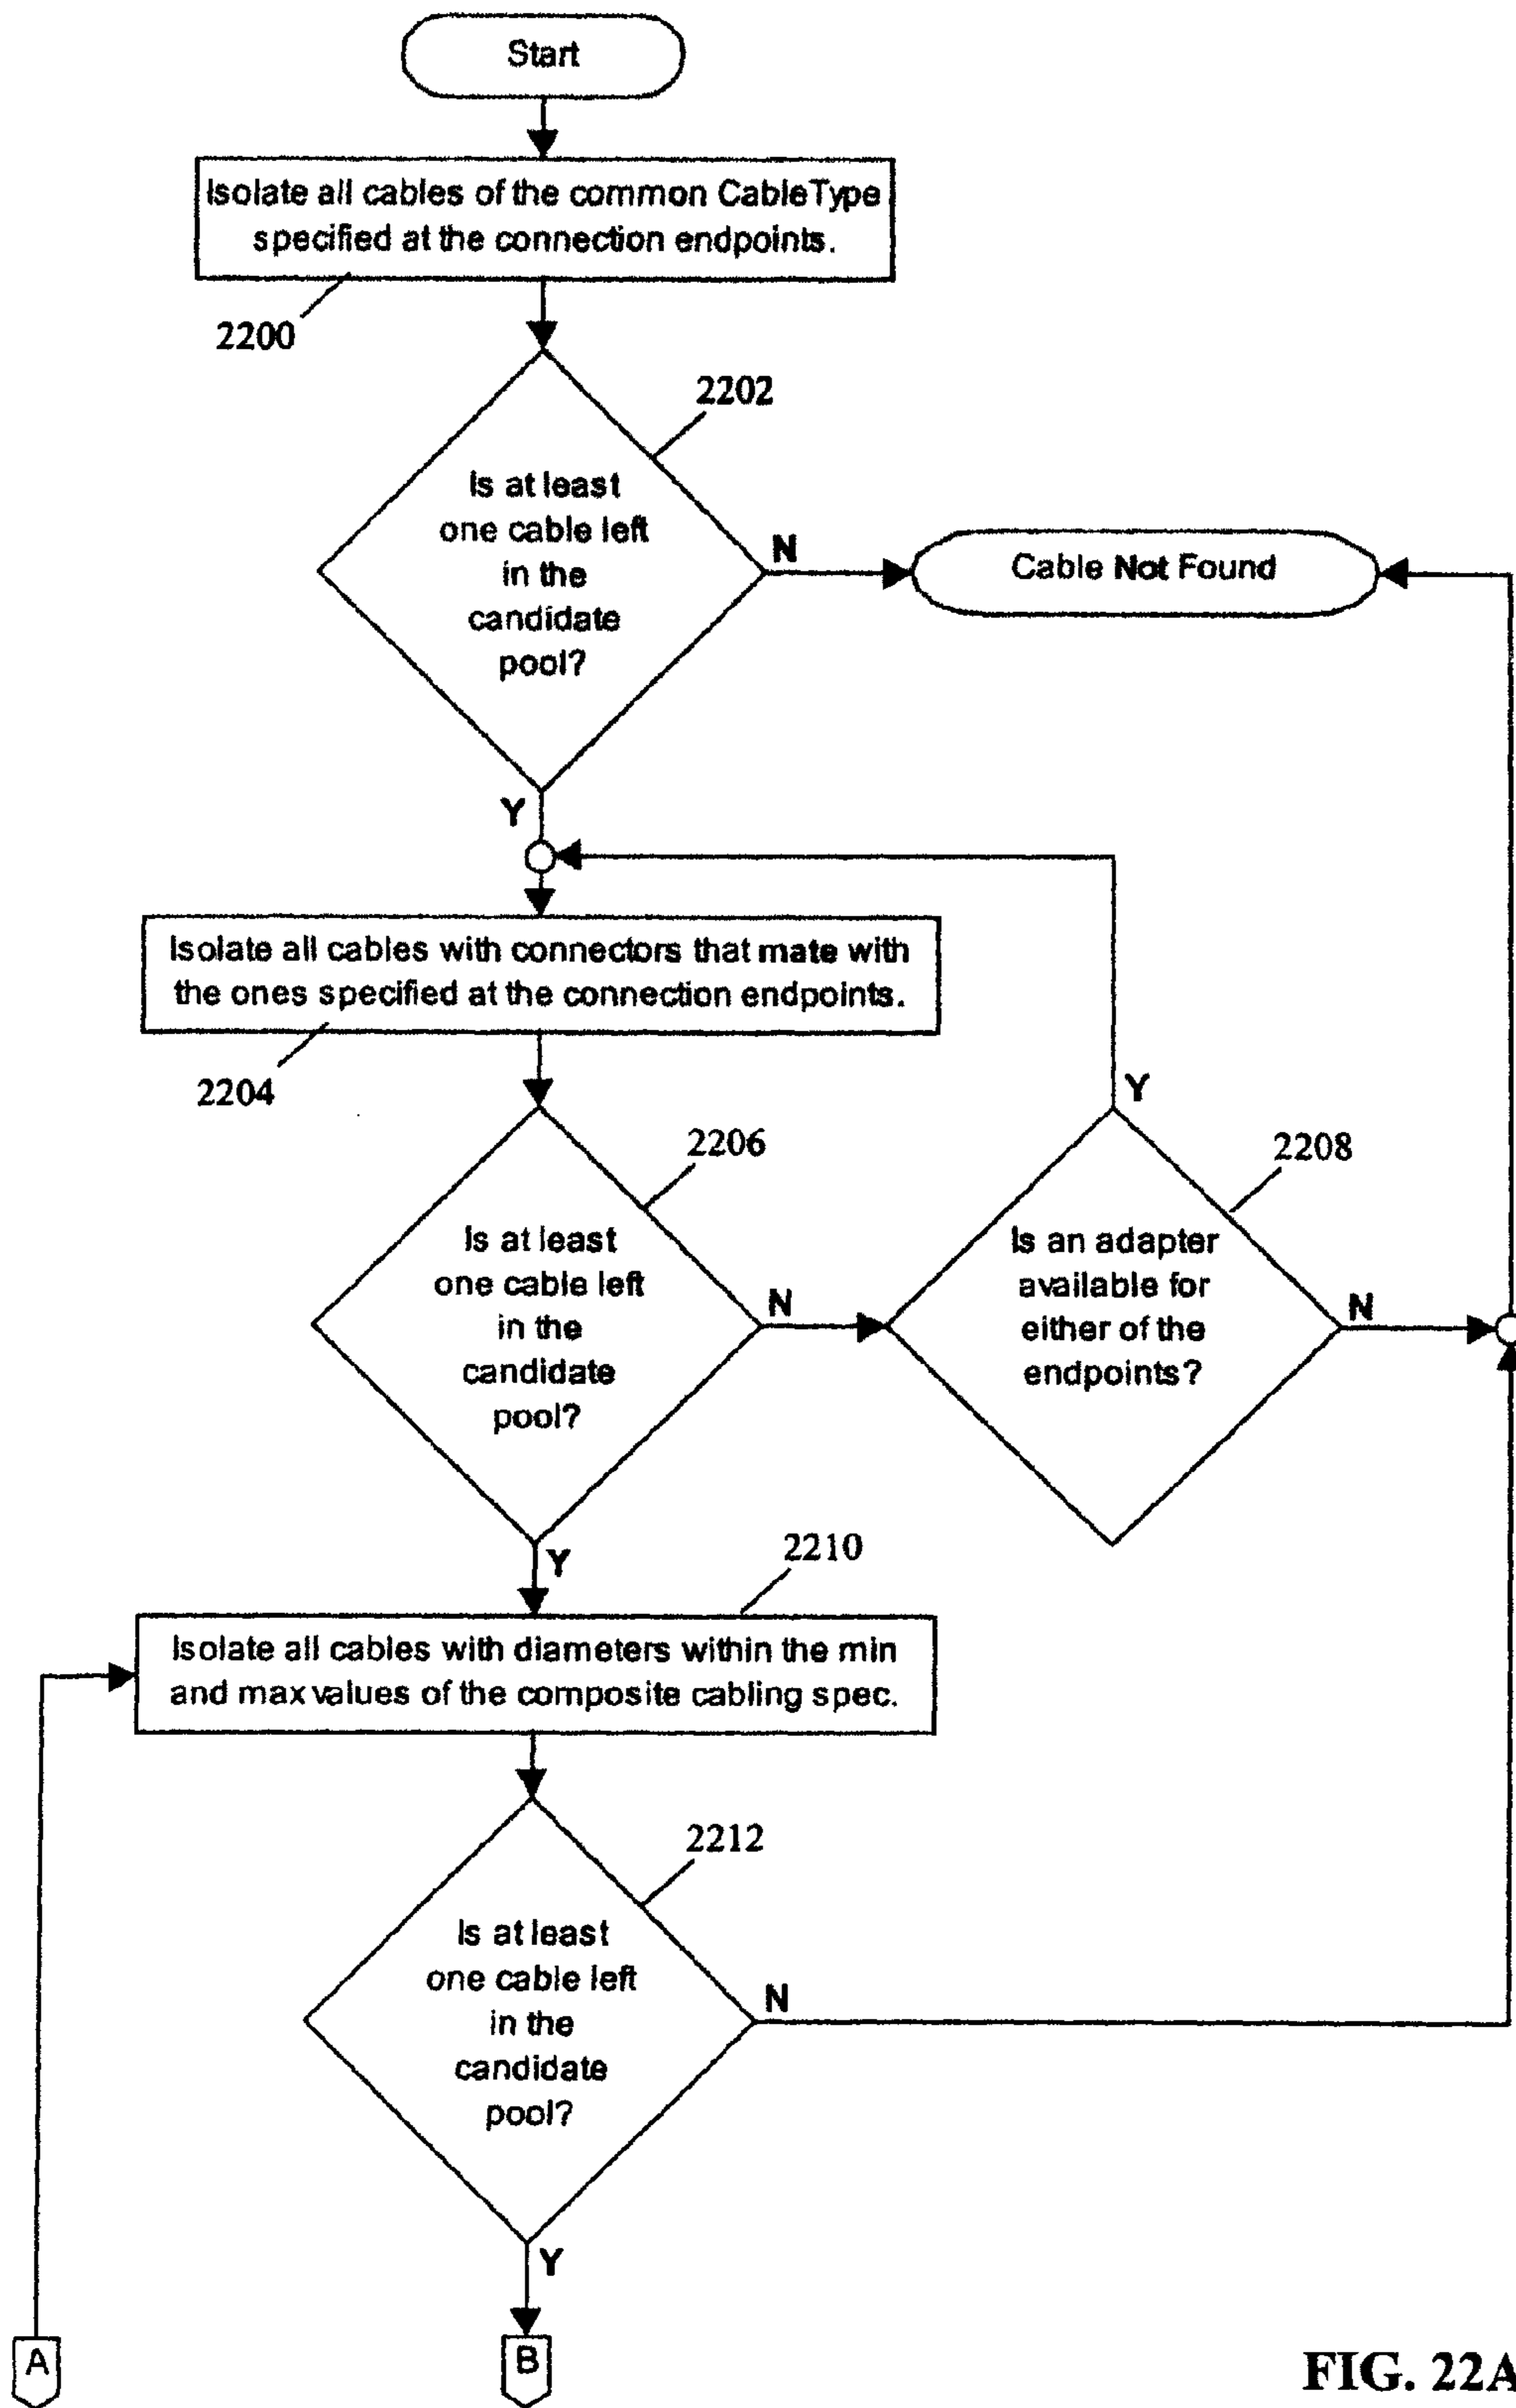 Start
Isolate all cables of the common CableType
specified at the connection endpoints.
2200
2202
Is at least
one cable left
in the
candidate
pool?
N
Cable Not Found
Y
Isolate all cables with connectors that mate with
the ones specified at the connection endpoints.
2204
Y
2206
2208
Is at least
one cable left
in the
candidate
pool?
N
Is an adapter
available for
either of the
endpoints?
N
Y
2210
Isolate all cables with diameters within the min
and max values of the composite cabling spec.
2212
Is at least
one cable left
in the
candidate
pool?
N
Y
A
B
FIG. 22A